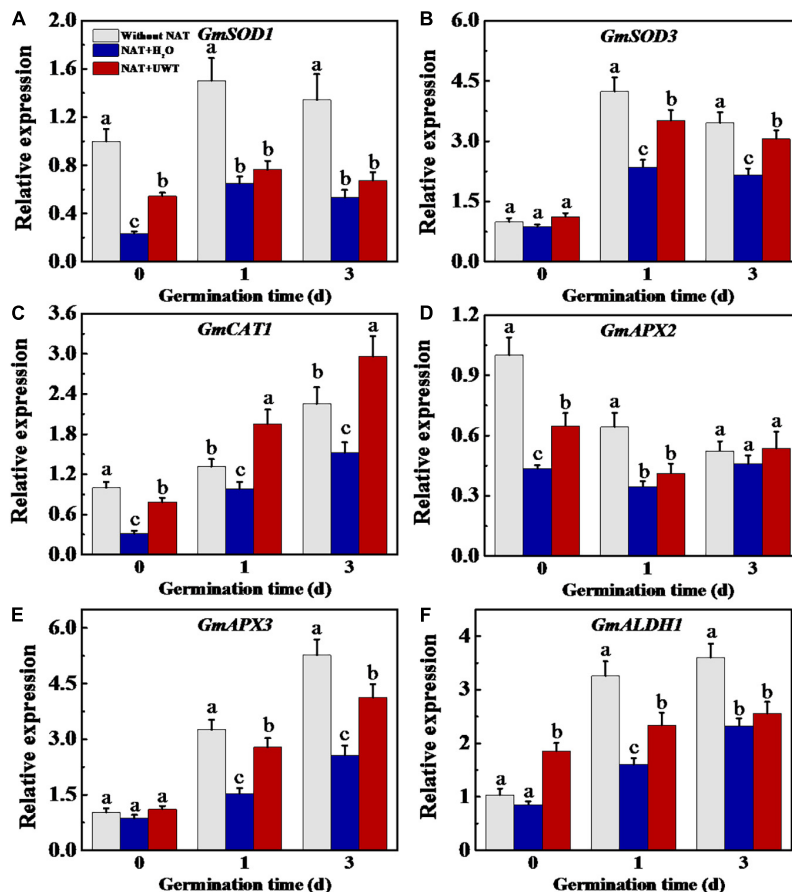 A
GmSOD1
Without NAT
NAT+H2O
NAT+UWT
Relative expression
1.8
1.5
1.2
0.8
0.4
0.0
a
c
b
a
b
b
a
b
b
0 1 3
Germination time (d)
B
GmSOD3
Relative expression
4.5
3.0
1.5
0.0
a a a
a
c
b
a
c
b
0 1 3
Germination time (d)
C
GmCAT1
Relative expression
3.6
3.0
2.4
1.8
1.2
0.6
0.0
a
c
b
b
c
a
b
c
a
0 1 3
Germination time (d)
D
GmAPX2
Relative expression
1.2
0.9
0.6
0.3
0.0
a
c
b
a
b
b
a
a
a
0 1 3
Germination time (d)
E
GmAPX3
Relative expression
6.0
4.5
3.0
1.5
0.0
a a a
a
c
b
a
c
b
0 1 3
Germination time (d)
F
GmALDH1
Relative expression
4
3
2
1
0
a a
b
a
c
b
a
b
b
0 1 3
Germination time (d)